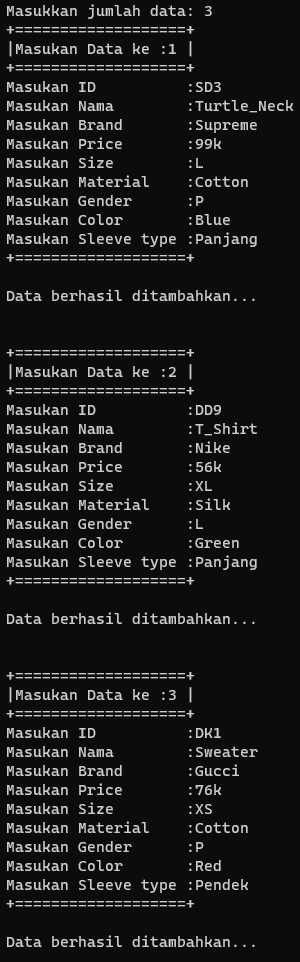 Masukkan jumlah data: 3
+===================+
|Masukan Data ke :1 |
+===================+
Masukan ID          :SD3
Masukan Nama        :Turtle_Neck
Masukan Brand       :Supreme
Masukan Price       :99k
Masukan Size        :L
Masukan Material    :Cotton
Masukan Gender      :P
Masukan Color       :Blue
Masukan Sleeve type :Panjang
+===================+
Data berhasil ditambahkan...
+===================+
|Masukan Data ke :2 |
+===================+
Masukan ID          :DD9
Masukan Nama        :T_Shirt
Masukan Brand       :Nike
Masukan Price       :56k
Masukan Size        :XL
Masukan Material    :Silk
Masukan Gender      :L
Masukan Color       :Green
Masukan Sleeve type :Panjang
+===================+
Data berhasil ditambahkan...
+===================+
|Masukan Data ke :3 |
+===================+
Masukan ID          :DK1
Masukan Nama        :Sweater
Masukan Brand       :Gucci
Masukan Price       :76k
Masukan Size        :XS
Masukan Material    :Cotton
Masukan Gender      :P
Masukan Color       :Red
Masukan Sleeve type :Pendek
+===================+
Data berhasil ditambahkan...